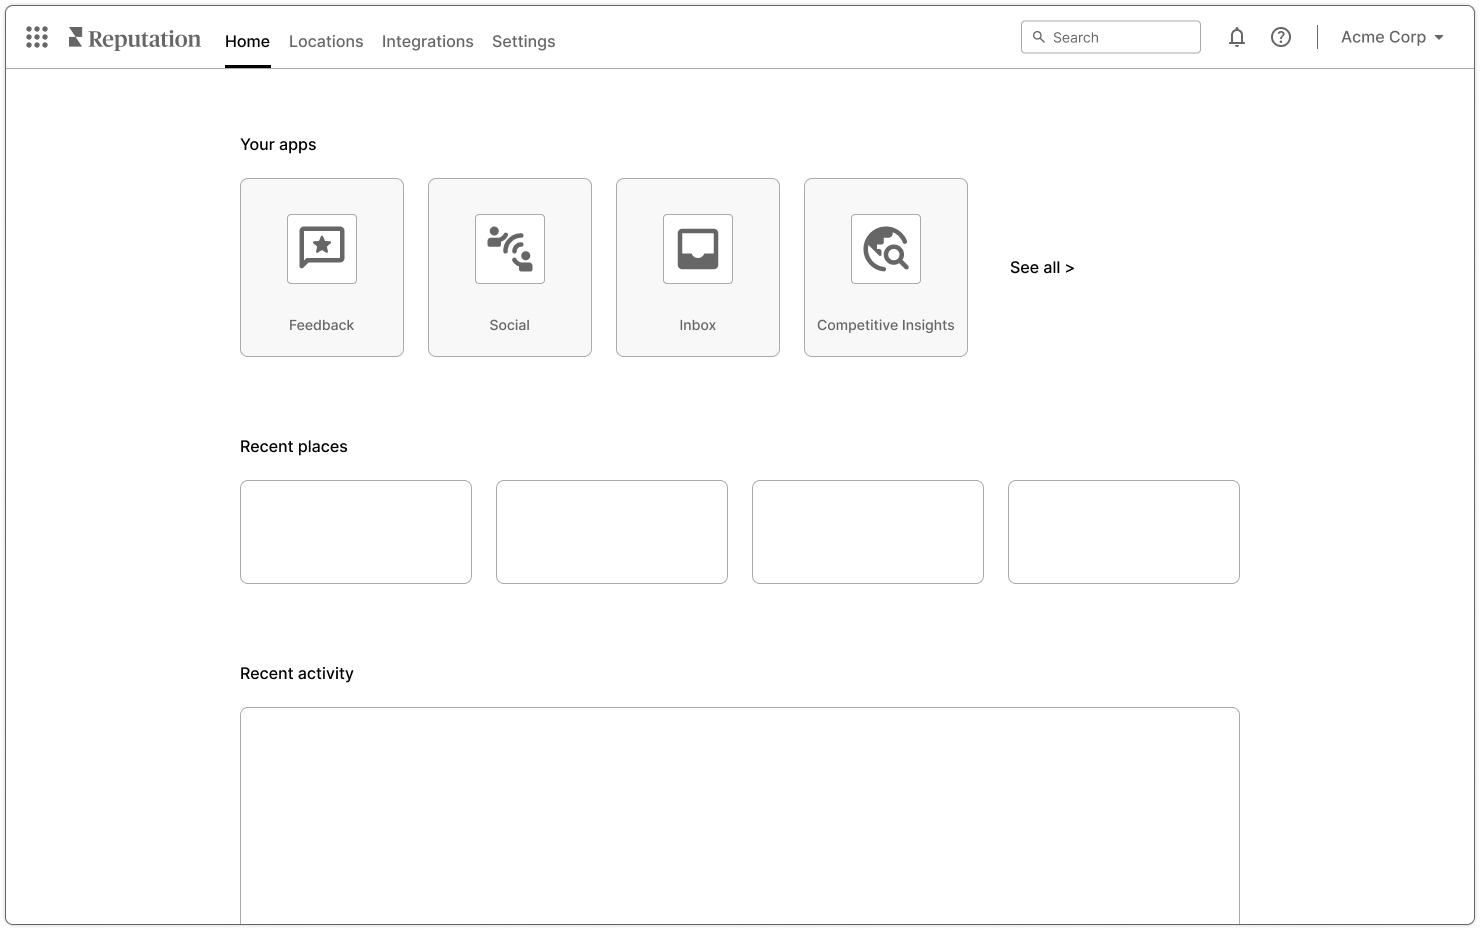 Reputation
Home Locations Integrations Settings
Search
Acme Corp
Your apps
Feedback
Social
Inbox
Competitive Insights
See all >
Recent places
Recent activity